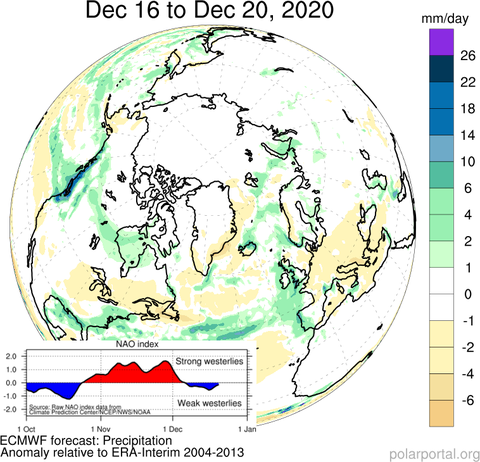 Dec 16 to Dec 20, 2020
mm/day
26
22
18
14
10
6
4
2
1
0
-1
-2
-4
-6
NAO index
2.0
1.0
0.0
-1.0
-2.0
Strong westerlies
Weak westerlies
Source: Raw NAO index data from
Climate Prediction Center/NCEP/NWS/NOAA
1 Oct
1 Nov
1 Dec
1 Jan
ECMWF forecast: Precipitation
Anomaly relative to ERA-Interim 2004-2013
polarportal.org